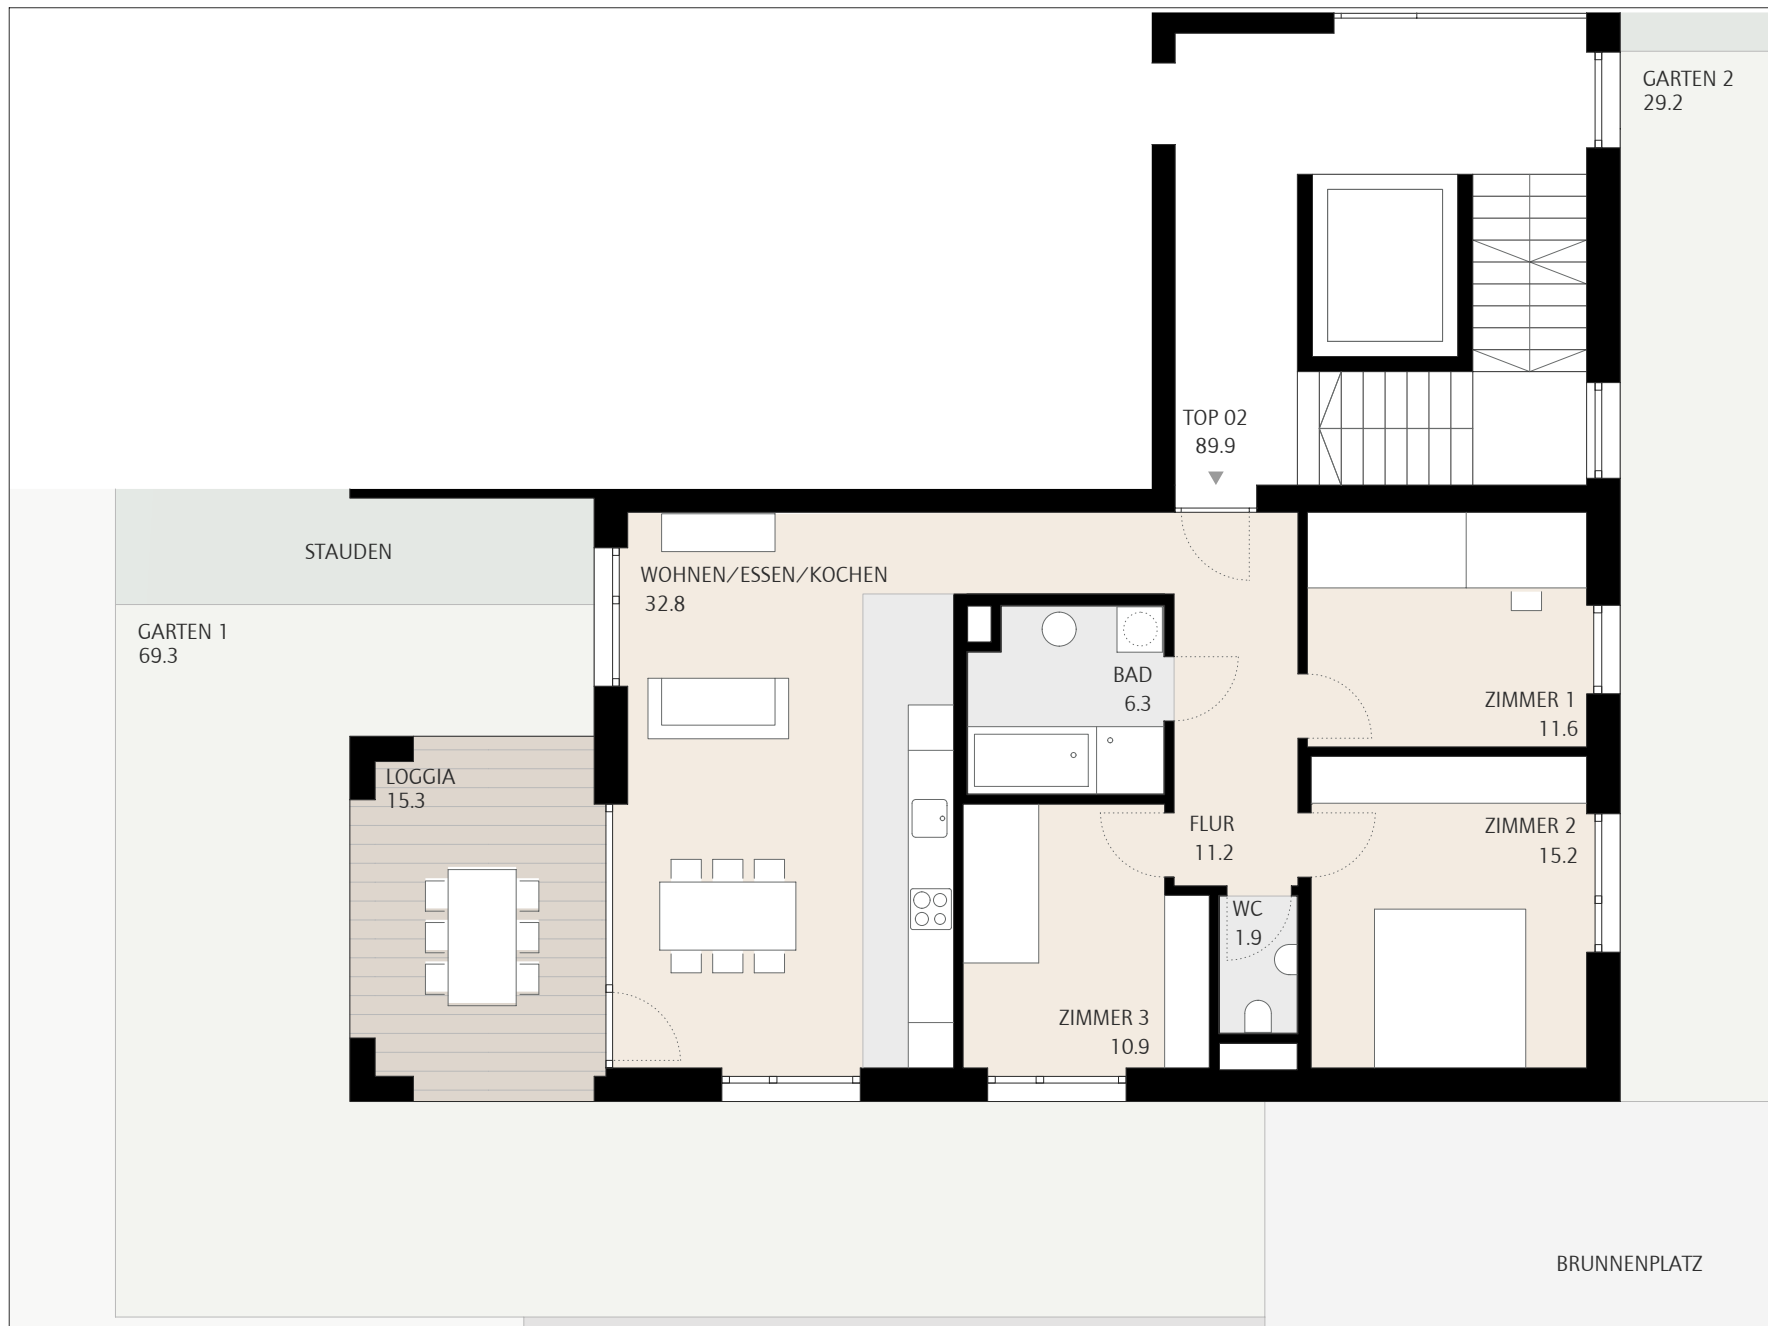 GARTEN 2
29.2
TOP 02
89.9
STAUDEN
WOHNEN/ESSEN/KOCHEN
32.8
GARTEN 1
69.3
BAD
6.3
ZIMMER 1
11.6
LOGGIA
15.3
FLUR
11.2
ZIMMER 2
15.2
WC
1.9
ZIMMER 3
10.9
BRUNNENPLATZ